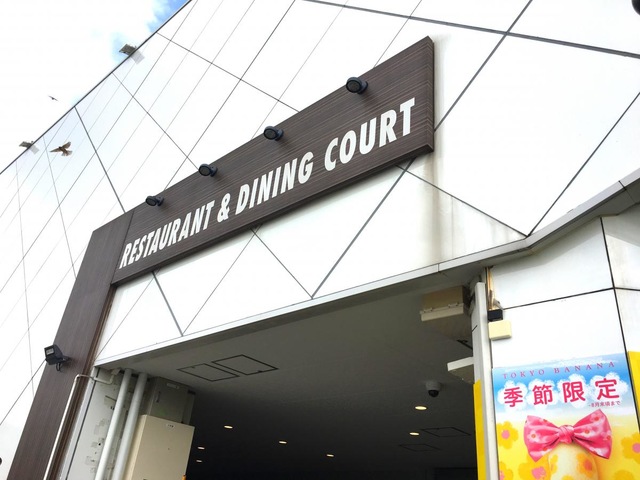 RESTAURANT & DINING COURT
TOKYO BANANA
季節限定